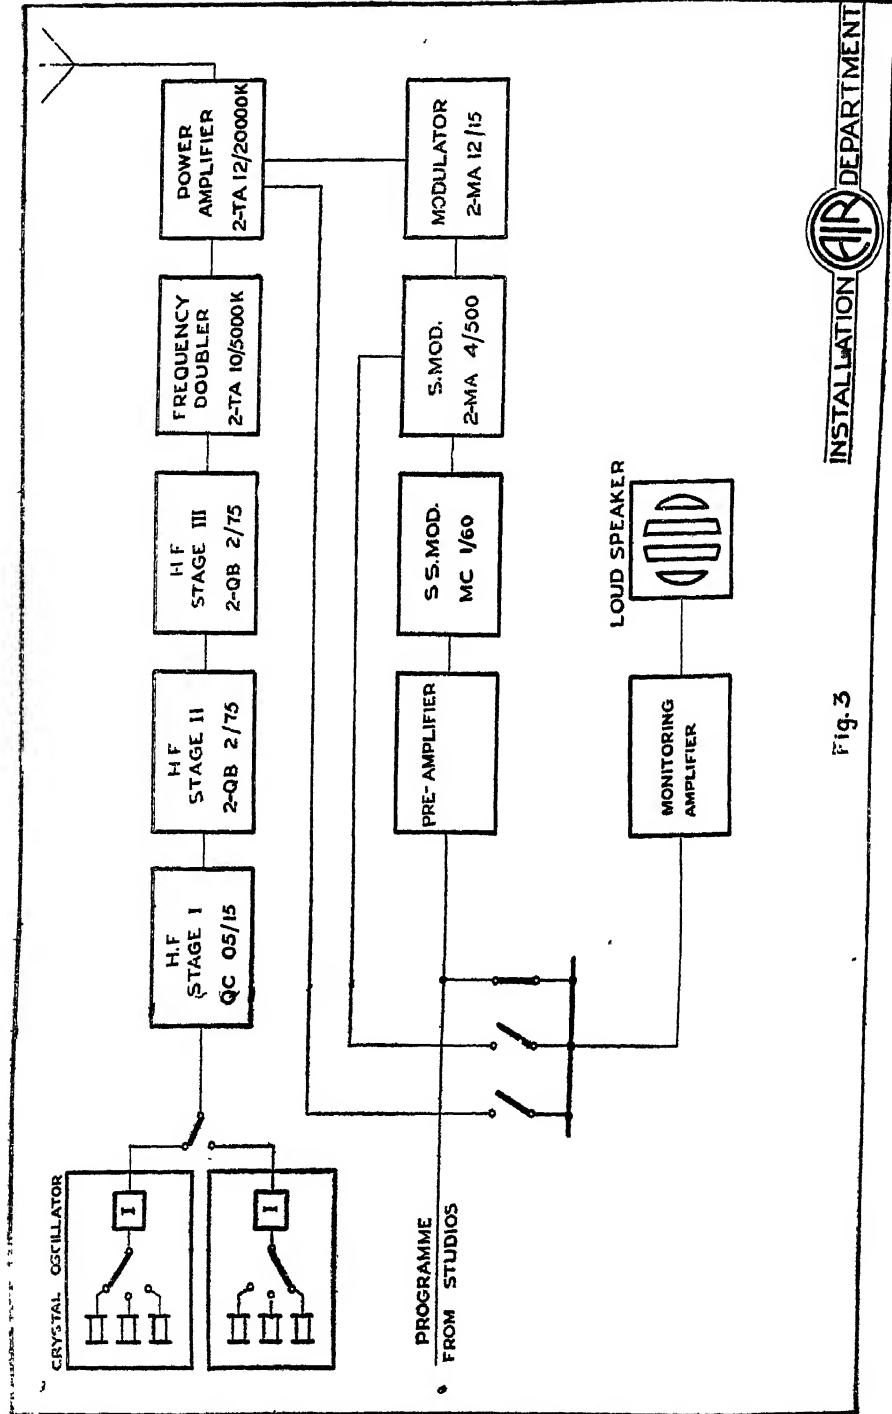 CRYSTAL OSCILLATOR
I
I
H.F
STAGE I
QC 05/15
H F
STAGE II
2-QB 2/75
H F
STAGE III
2-QB 2/75
FREQUENCY
DOUBLER
2-TA 10/5000K
POWER
AMPLIFIER
2-TA 12/20000K
PROGRAMME
FROM STUDIOS
PRE-AMPLIFIER
S S.MOD.
MC 1/60
S.MOD.
2-MA 4/500
MODULATOR
2-MA 12/15
MONITORING
AMPLIFIER
LOUD SPEAKER
Fig. 3
INSTALLATION AIR DEPARTMENT